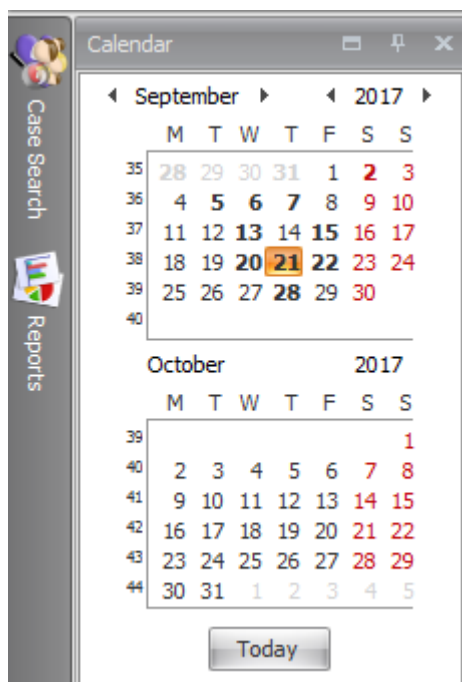 Case Search
Reports
Calendar
September 2017
M T W T F S S
35 28 29 30 31 1 2 3
36 4 5 6 7 8 9 10
37 11 12 13 14 15 16 17
38 18 19 20 21 22 23 24
39 25 26 27 28 29 30
40
October 2017
M T W T F S S
39 1
40 2 3 4 5 6 7 8
41 9 10 11 12 13 14 15
42 16 17 18 19 20 21 22
43 23 24 25 26 27 28 29
44 30 31 1 2 3 4 5
Today